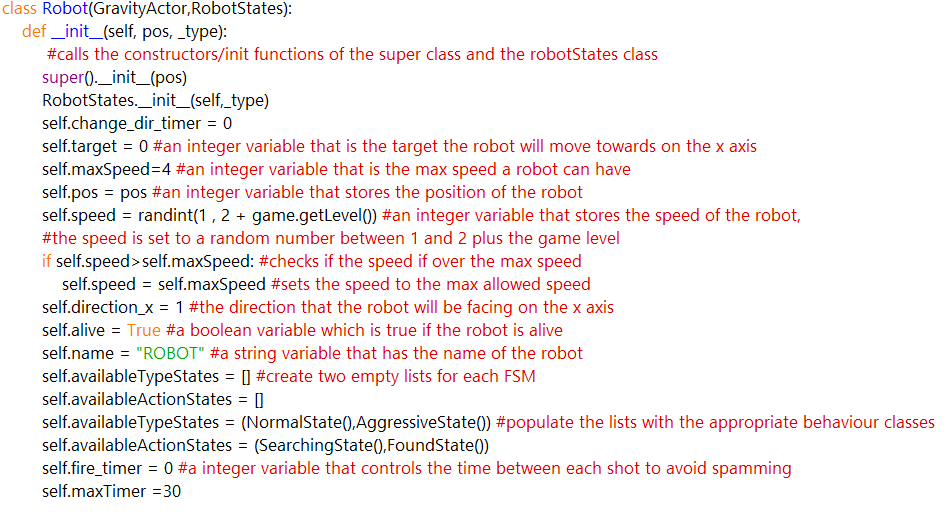 class Robot(GravityActor,RobotStates):
def __init__(self, pos, _type):
#calls the constructors/init functions of the super class and the robotStates class
super().__init__(pos)
RobotStates.__init__(self,_type)
self.change_dir_timer = 0
self.target = 0 #an integer variable that is the target the robot will move towards on the x axis
self.maxSpeed=4 #an integer variable that is the max speed a robot can have
self.pos = pos #an integer variable that stores the position of the robot
self.speed = randint(1 , 2 + game.getLevel()) #an integer variable that stores the speed of the robot,
#the speed is set to a random number between 1 and 2 plus the game level
if self.speed>self.maxSpeed: #checks if the speed if over the max speed
self.speed = self.maxSpeed #sets the speed to the max allowed speed
self.direction_x = 1 #the direction that the robot will be facing on the x axis
self.alive = True #a boolean variable which is true if the robot is alive
self.name = "ROBOT" #a string variable that has the name of the robot
self.availableTypeStates = [] #create two empty lists for each FSM
self.availableActionStates = []
self.availableTypeStates = (NormalState(),AggressiveState()) #populate the lists with the appropriate behaviour classes
self.availableActionStates = (SearchingState(),FoundState())
self.fire_timer = 0 #a integer variable that controls the time between each shot to avoid spamming
self.maxTimer =30